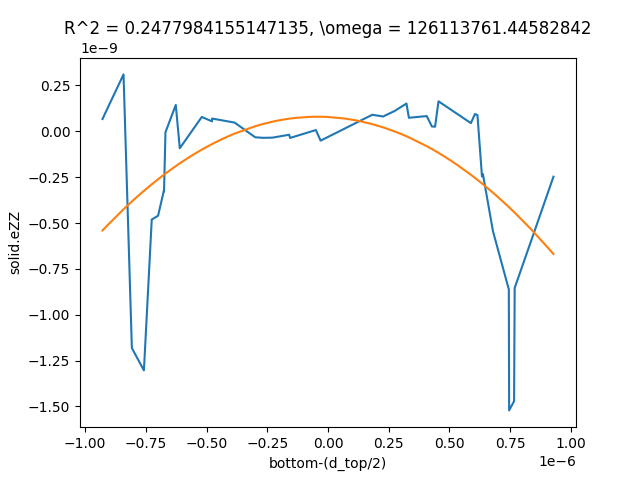 R^2 = 0.2477984155147135, \omega = 126113761.44582842
1e−9
0.25
0.00
−0.25
−0.50
−0.75
−1.00
−1.25
−1.50
solid.eZZ
−1.00 −0.75 −0.50 −0.25 0.00 0.25 0.50 0.75 1.00
1e−6
bottom-(d_top/2)